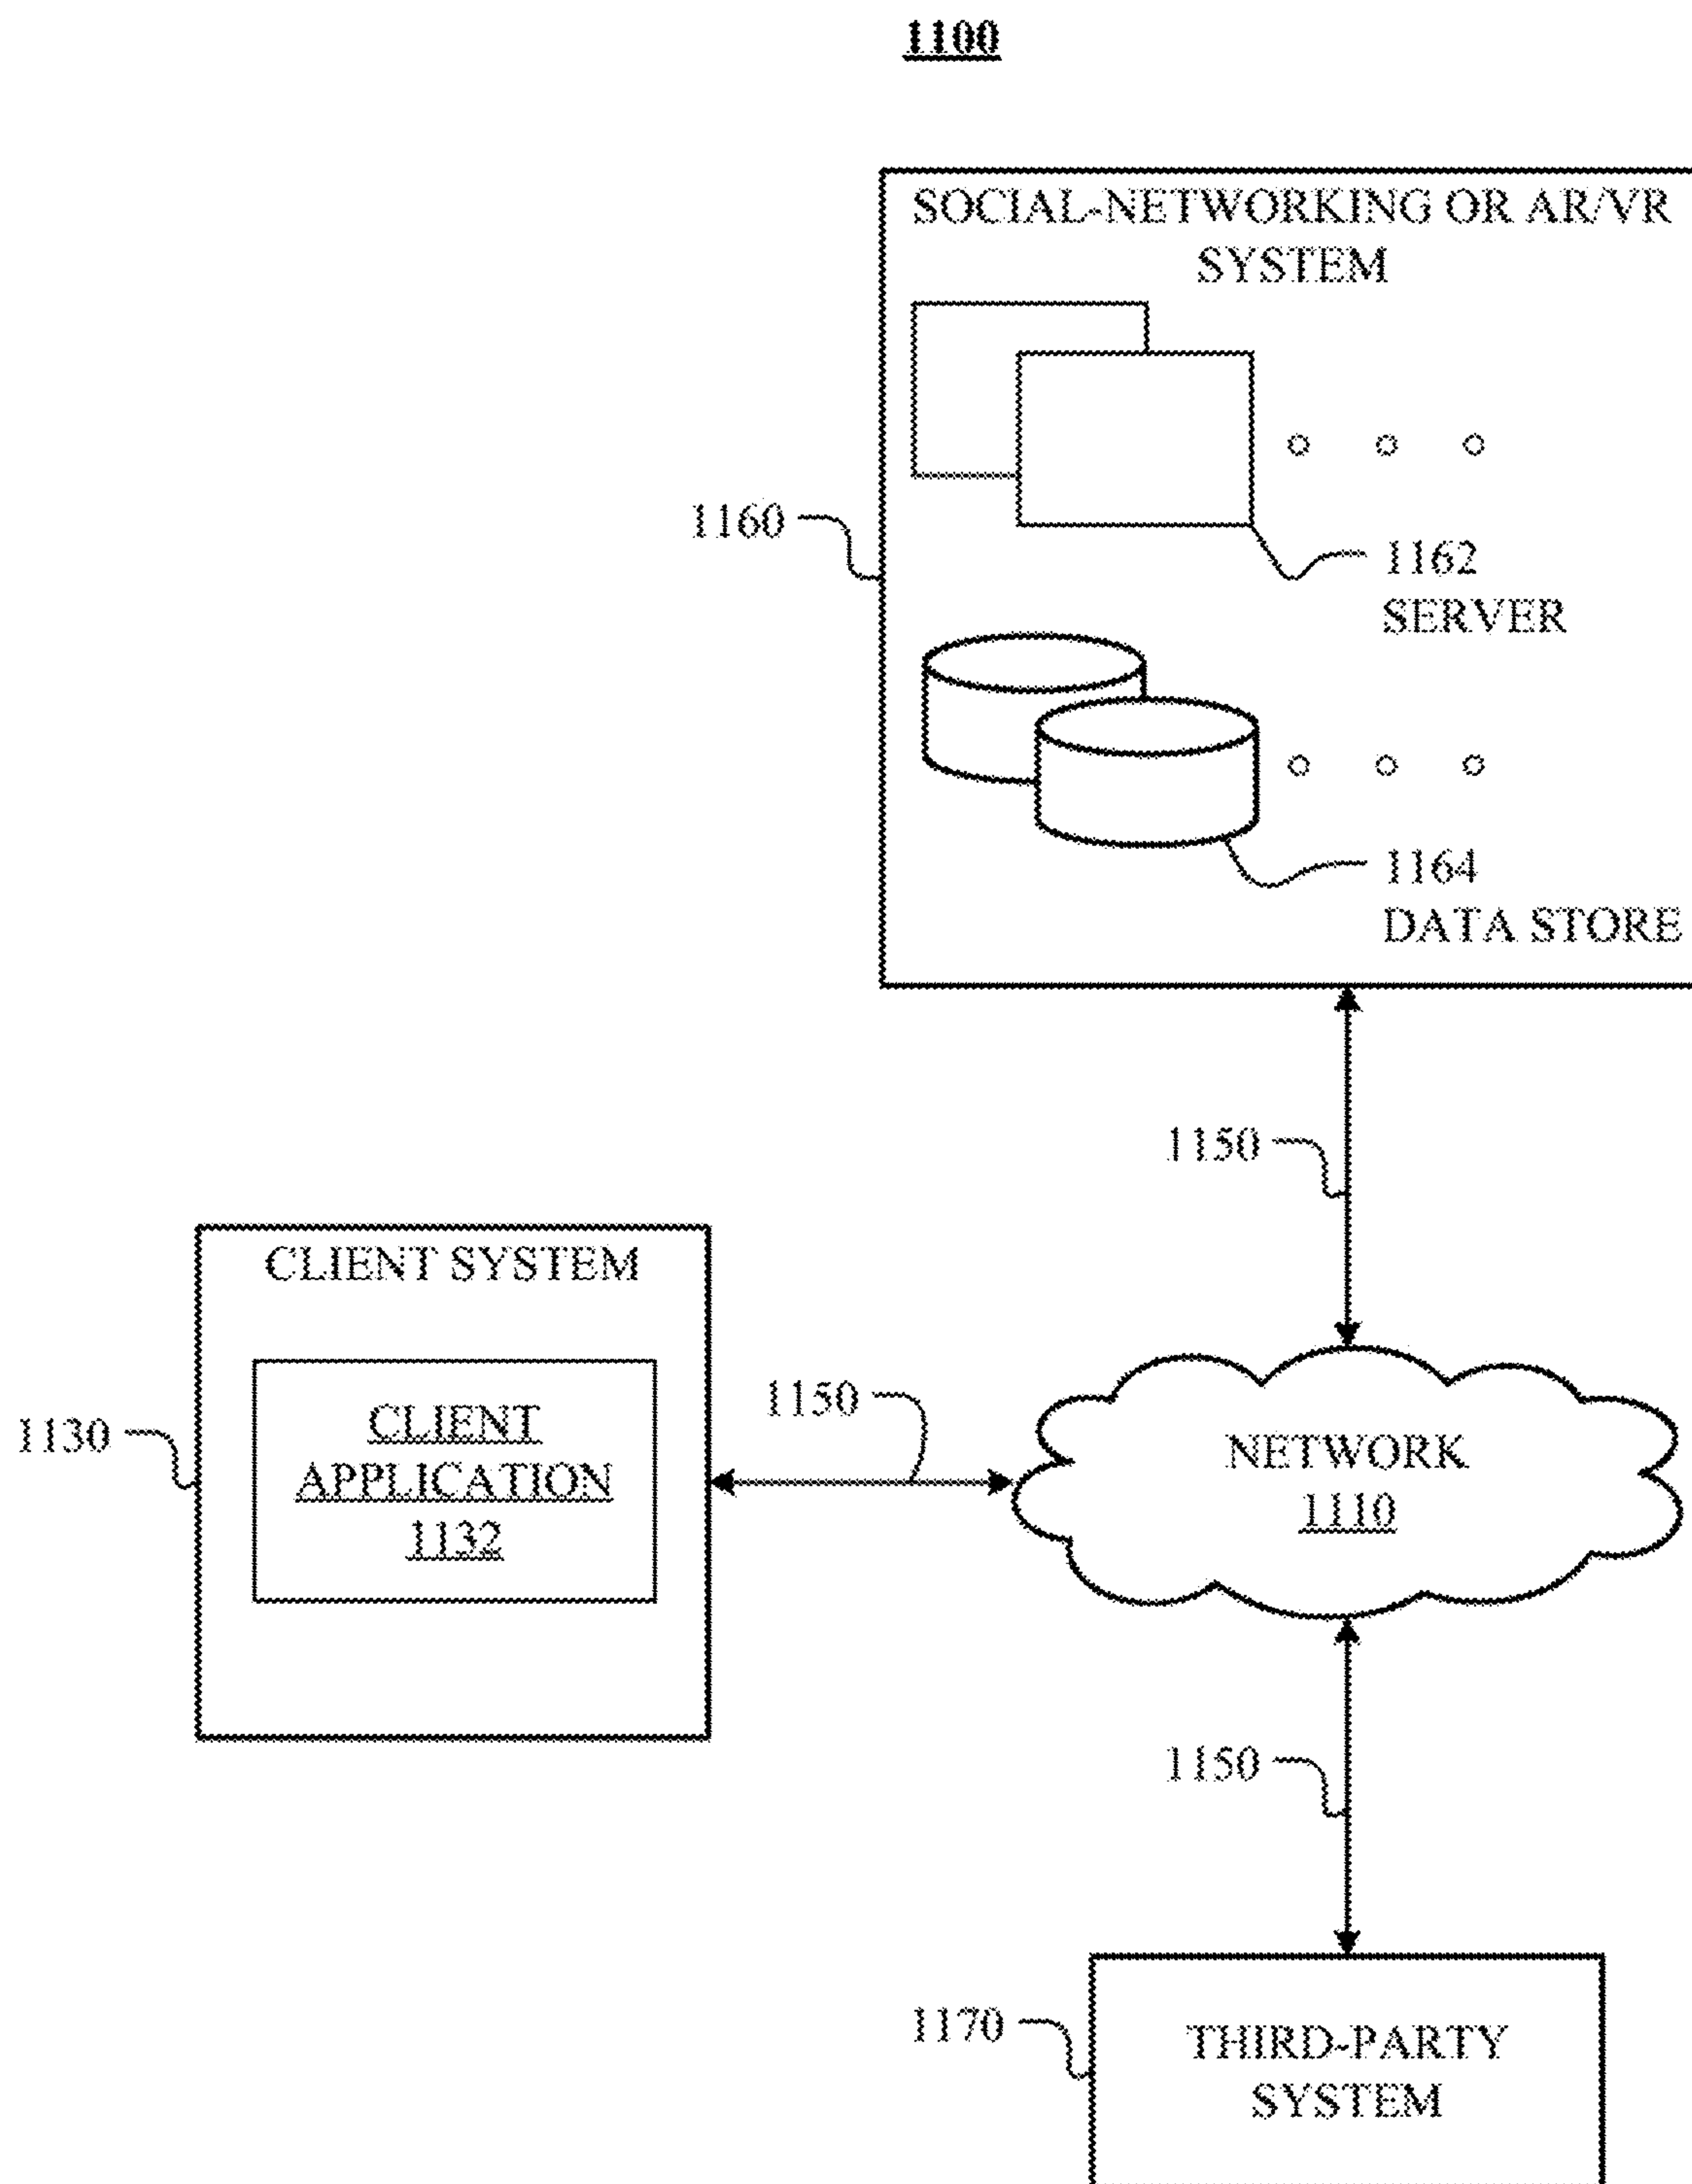 1100
SOCIAL-NETWORKING OR AR/VR
SYSTEM
1160
1162
SERVER
1164
DATA STORE
1150
CLIENT SYSTEM
1130
CLIENT
APPLICATION
1132
1150
NETWORK
1110
1150
1170
THIRD-PARTY
SYSTEM